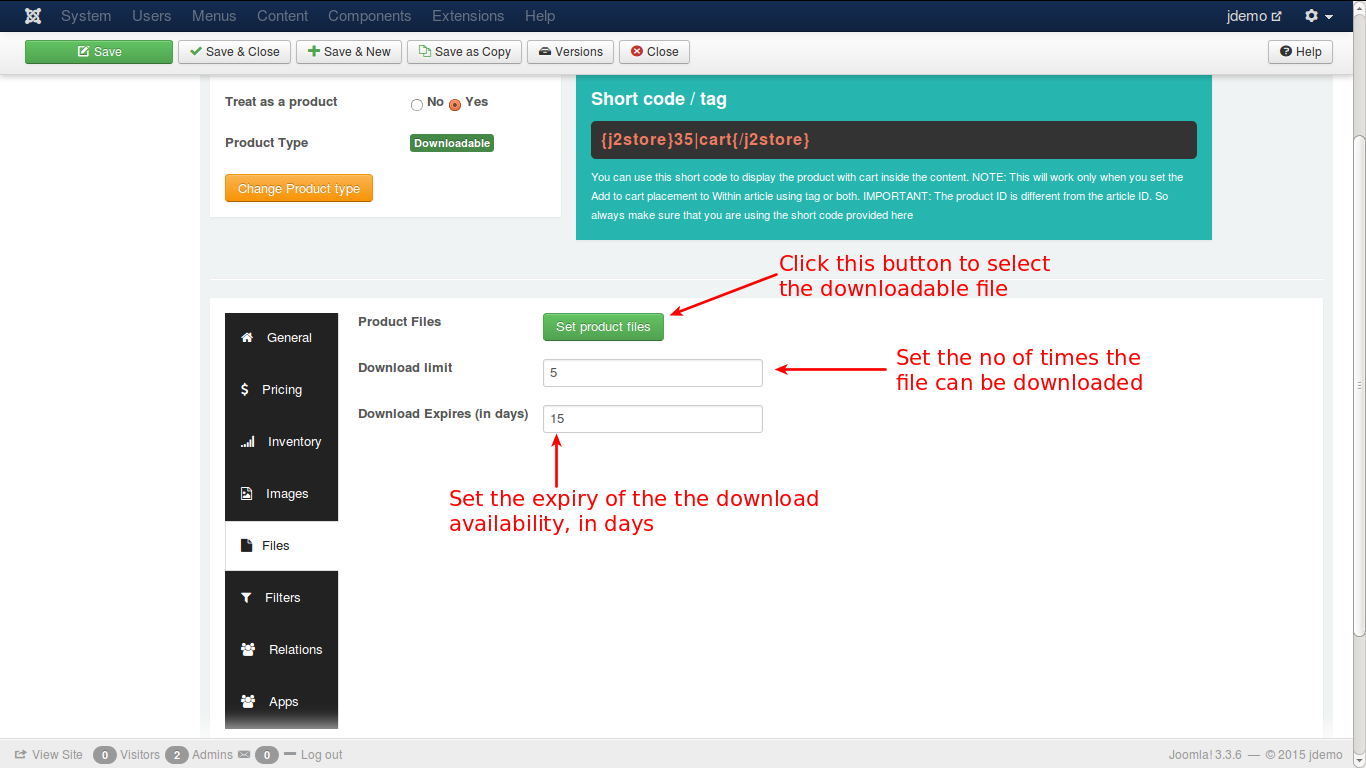 System Users Menus Content Components Extensions Help jdemo
Save Save & Close Save & New Save as Copy Versions Close Help
Treat as a product No Yes
Product Type Downloadable
Change Product type
Short code / tag
{j2store}35|cart{/j2store}
You can use this short code to display the product with cart inside the content. NOTE: This will work only when you set the
Add to cart placement to Within article using tag or both. IMPORTANT: The product ID is different from the article ID. So
always make sure that you are using the short code provided here
Click this button to select
the downloadable file
General
Pricing
Inventory
Images
Files
Filters
Relations
Apps
Product Files Set product files
Download limit 5
Set the no of times the
file can be downloaded
Download Expires (in days) 15
Set the expiry of the the download
availability, in days
View Site 0 Visitors 2 Admins 0 Log out Joomla! 3.3.6 — © 2015 jdemo